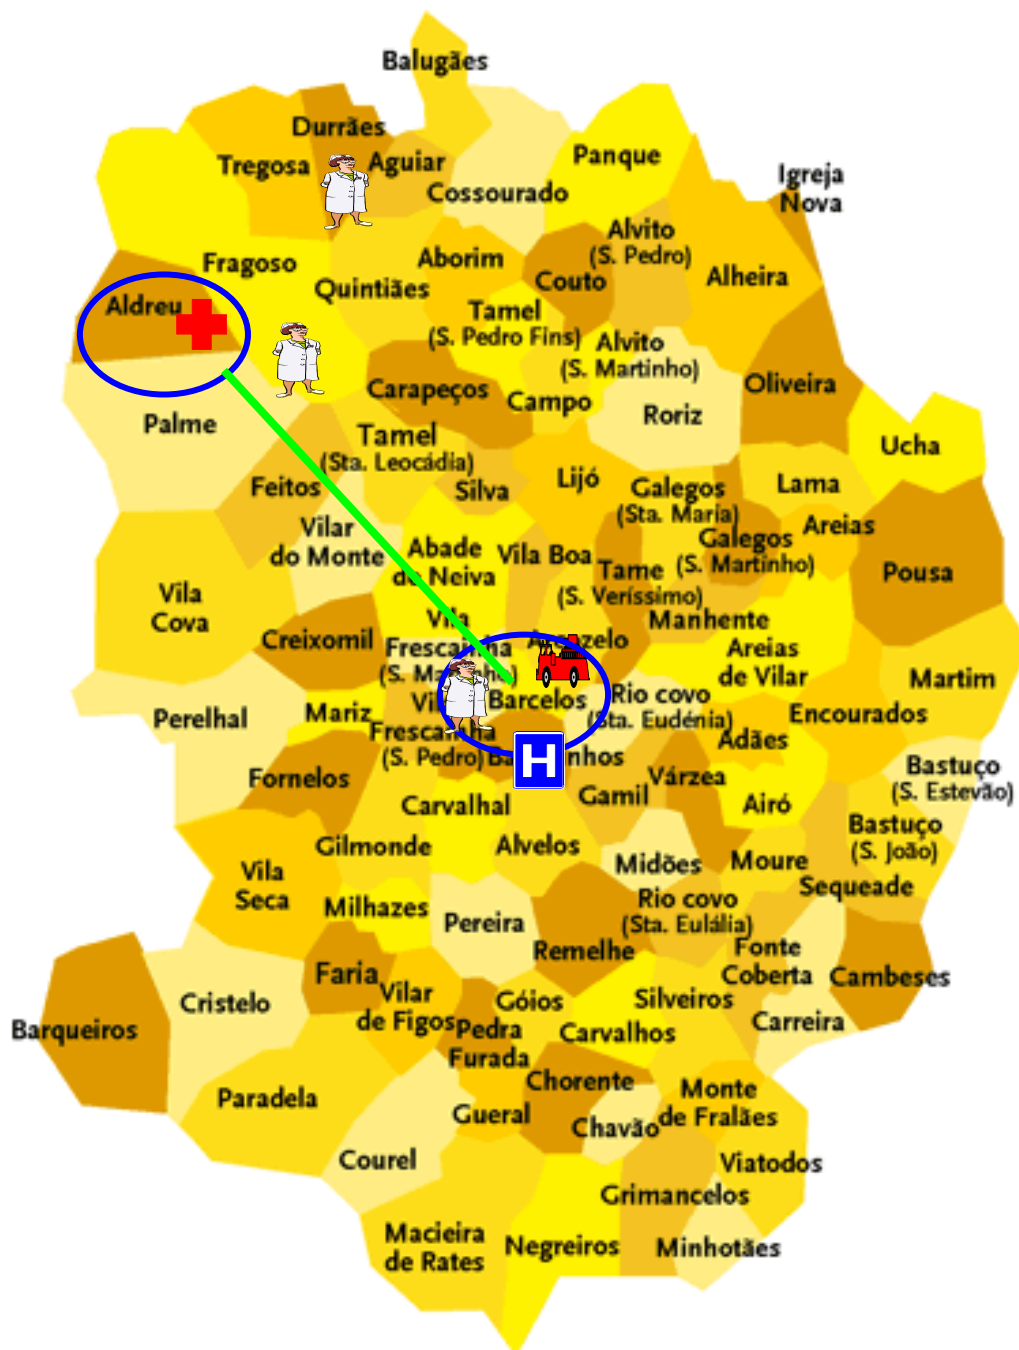 Balugães
Durrães
Tregosa
Aguiar
Cossourado
Panque
Igreja
Nova
Alvito
(S. Pedro)
Fragoso
Aborim
Quintiães
Couto
Alheira
Aldreu
Tamel
(S. Pedro Fins)
Alvito
(S. Martinho)
Carapeços
Campo
Oliveira
Roriz
Palme
Tamel
(Sta. Leocádia)
Ucha
Feitos
Silva
Lijó
Galegos
(Sta. Maria)
Lama
Areias
Vilar
do Monte
Abade
de Neiva
Vila Boa
Galegos
(S. Martinho)
Tame
(S. Veríssimo)
Pousa
Vila
Cova
Manhente
Creixomil
Vila
Frescainha
(S. Martinho)
Areias
de Vilar
Martim
Barcelos
Rio covo
(Sta. Eudénia)
Perelhal
Mariz
Frescainha
(S. Pedro)
Encourados
Adães
H
Fornelos
Várzea
Bastuço
(S. Estevão)
Carvalhal
Gamil
Airó
Gilmonde
Alvelos
Bastuço
(S. João)
Midões
Moure
Vila
Seca
Sequeade
Milhazes
Pereira
Rio covo
(Sta. Eulália)
Remelhe
Fonte
Coberta
Cambeses
Faria
Vilar
de Figos
Cristelo
Góios
Silveiros
Barqueiros
Pedra
Furada
Carvalhos
Carreira
Chorente
Paradela
Gueral
Monte
de Fralães
Chavão
Courel
Viatodos
Grimancelos
Macieira
de Rates
Negreiros
Minhotães